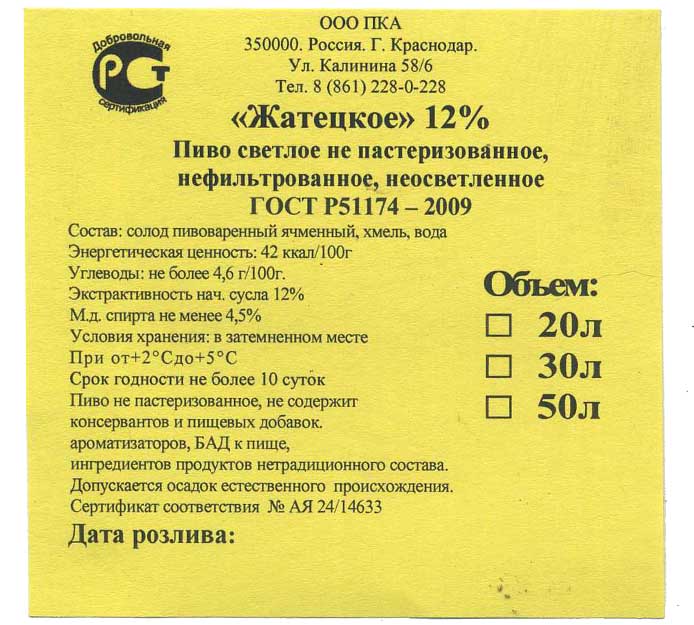 Добровольная
РСТ
сертификация
ООО ПКА
350000. Россия. Г. Краснодар.
Ул. Калинина 58/6
Тел. 8 (861) 228-0-228
«Жатецкое» 12%
Пиво светлое не пастеризованное,
нефильтрованное, неосветленное
ГОСТ Р51174 – 2009
Состав: солод пивоваренный ячменный, хмель, вода
Энергетическая ценность: 42 ккал/100г
Углеводы: не более 4,6 г/100г.
Экстрактивность нач. сусла 12%
М.д. спирта не менее 4,5%
Условия хранения: в затемненном месте
При от+2°Сдо+5°С
Срок годности не более 10 суток
Пиво не пастеризованное, не содержит
консервантов и пищевых добавок.
ароматизаторов, БАД к пище,
ингредиентов продуктов нетрадиционного состава.
Допускается осадок естественного происхождения.
Сертификат соответствия № АЯ 24/14633
Дата розлива:
Объем:
20л
30л
50л